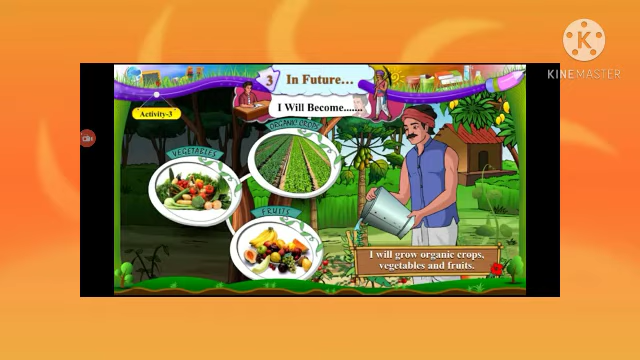 KINEMASTER
3
In Future...
I Will Become.......
Activity-3
ORGANIC CROPS
VEGETABLES
FRUITS
I will grow organic crops,
vegetables and fruits.